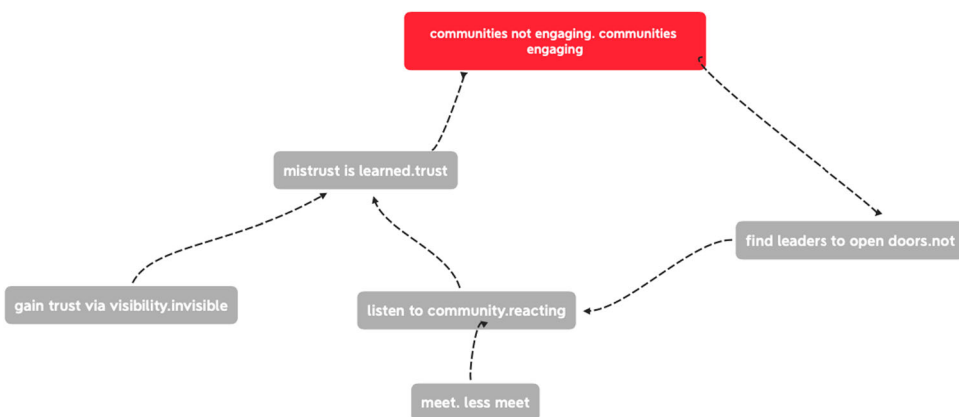 communities not engaging. communities
engaging
mistrust is learned.trust
find leaders to open doors.not
gain trust via visibility.invisible
listen to community.reacting
meet. less meet